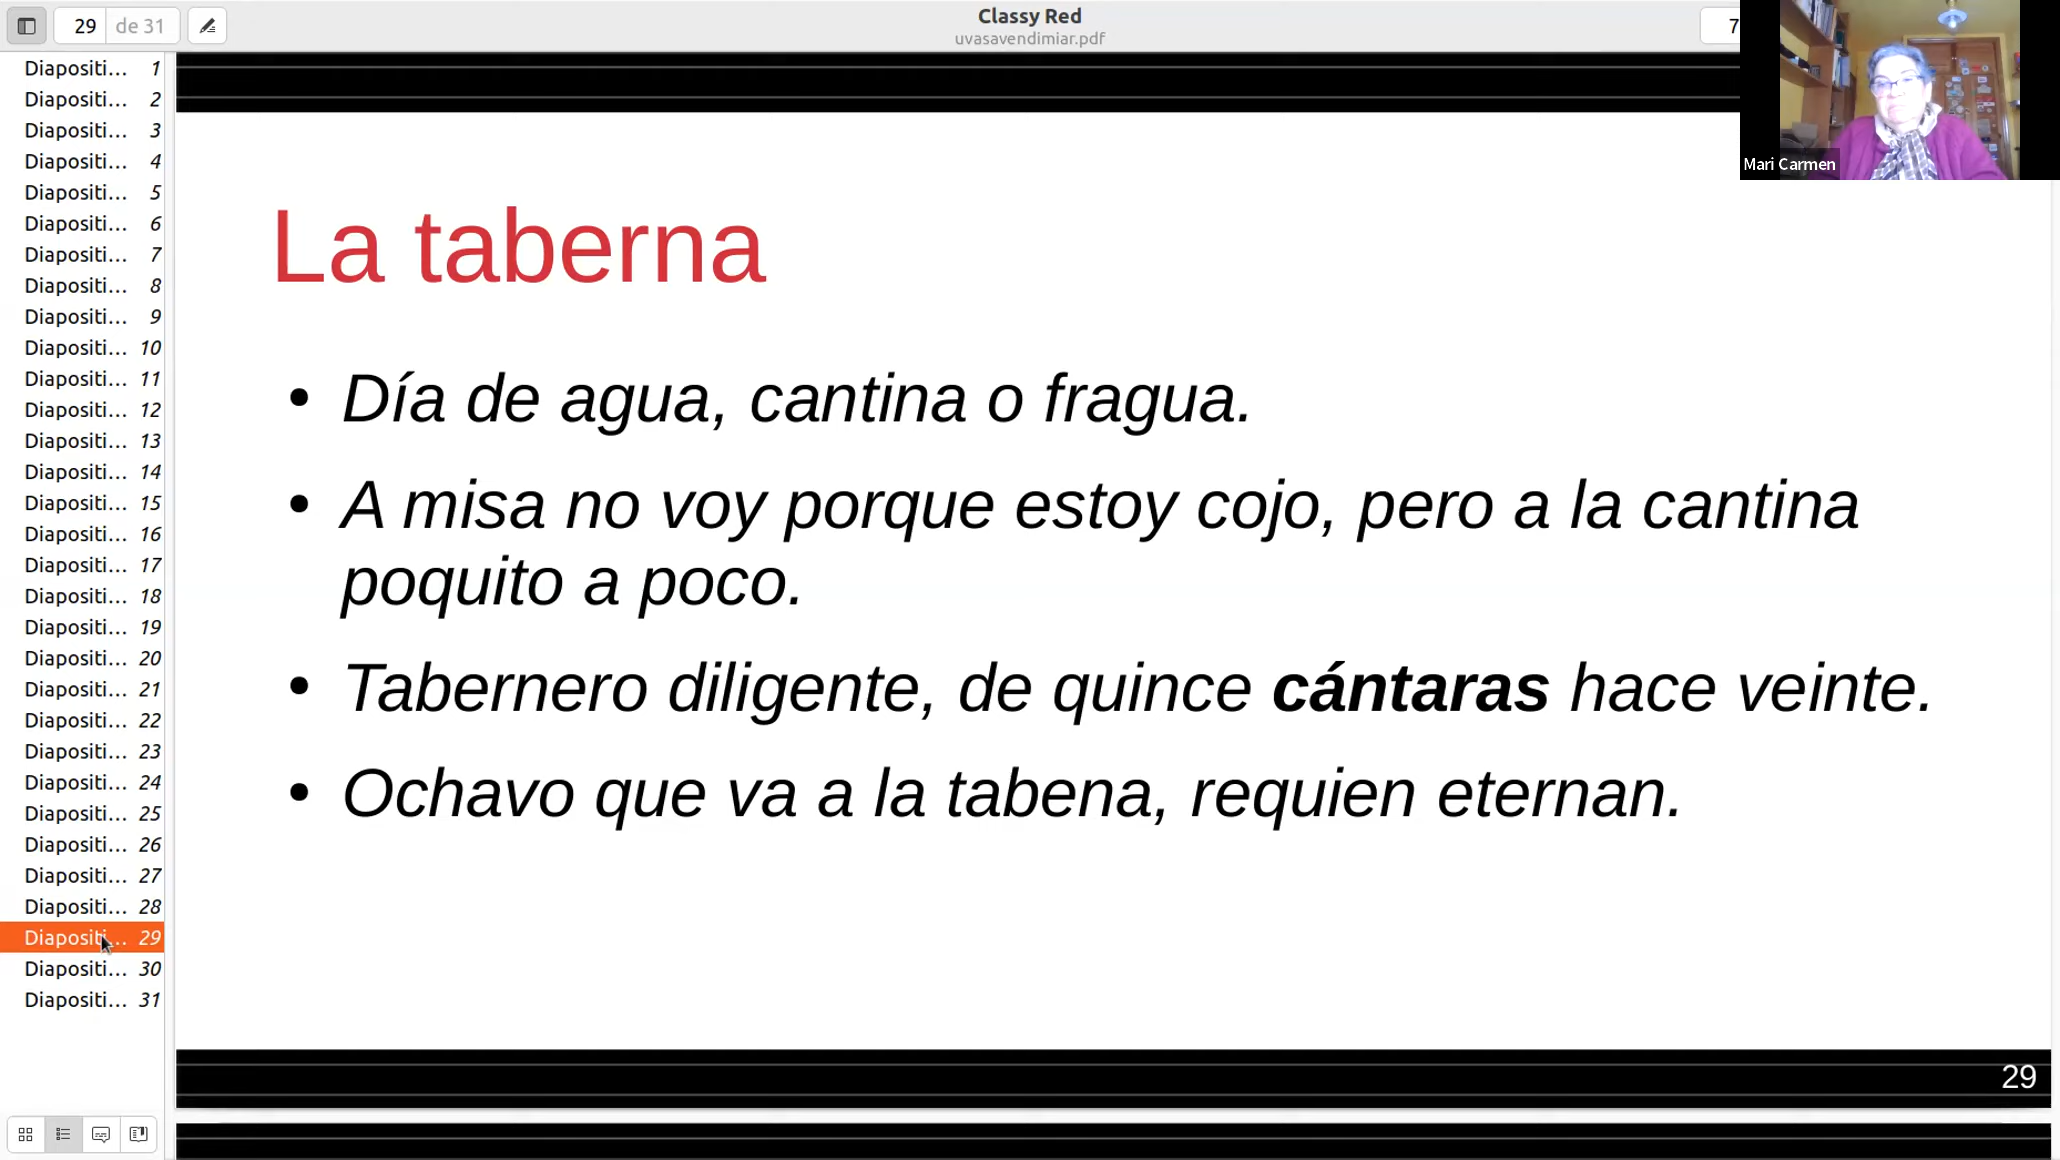 29 de 31
Classy Red
uvasavendimiar.pdf
7
Mari Carmen
Diapositi... 1
Diapositi... 2
Diapositi... 3
Diapositi... 4
Diapositi... 5
Diapositi... 6
Diapositi... 7
Diapositi... 8
Diapositi... 9
Diapositi... 10
Diapositi... 11
Diapositi... 12
Diapositi... 13
Diapositi... 14
Diapositi... 15
Diapositi... 16
Diapositi... 17
Diapositi... 18
Diapositi... 19
Diapositi... 20
Diapositi... 21
Diapositi... 22
Diapositi... 23
Diapositi... 24
Diapositi... 25
Diapositi... 26
Diapositi... 27
Diapositi... 28
Diapositi... 29
Diapositi... 30
Diapositi... 31
La taberna
• Día de agua, cantina o fragua.
• A misa no voy porque estoy cojo, pero a la cantina
poquito a poco.
• Tabernero diligente, de quince cántaras hace veinte.
• Ochavo que va a la tabena, requien eternan.
29